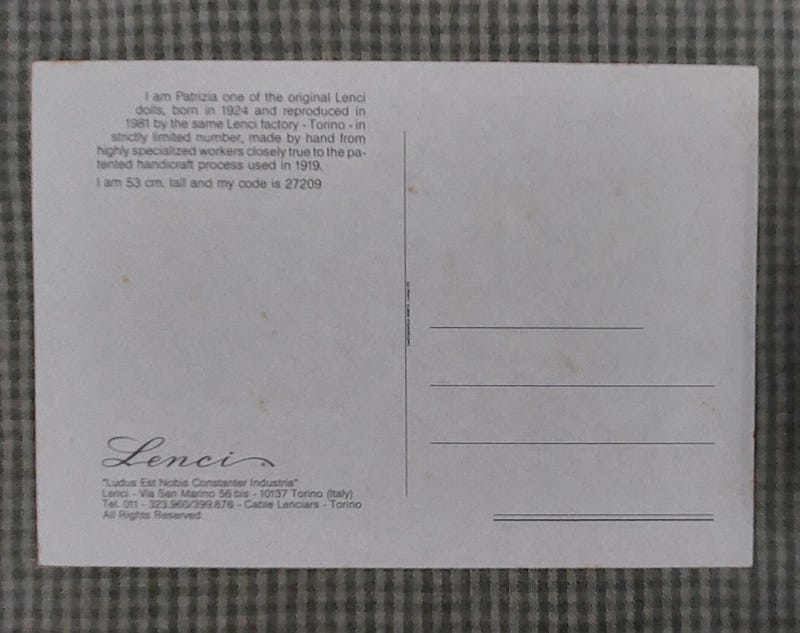 I am Patrizia one of the original Lenci
dolls, born in 1924 and reproduced in
1981 by the same Lenci factory - Torino - in
strictly limited number, made by hand from
highly specialized workers closely true to the pa-
tented handicraft process used in 1919.
I am 53 cm. tall and my code is 27209
Lenci
"Ludus Est Nobis Constanter Industria"
Lenci - Via San Marino 56 bis - 10137 Torino (Italy)
Tel. 011 - 323.960/399.876 - Cable Lenciars - Torino
All Rights Reserved